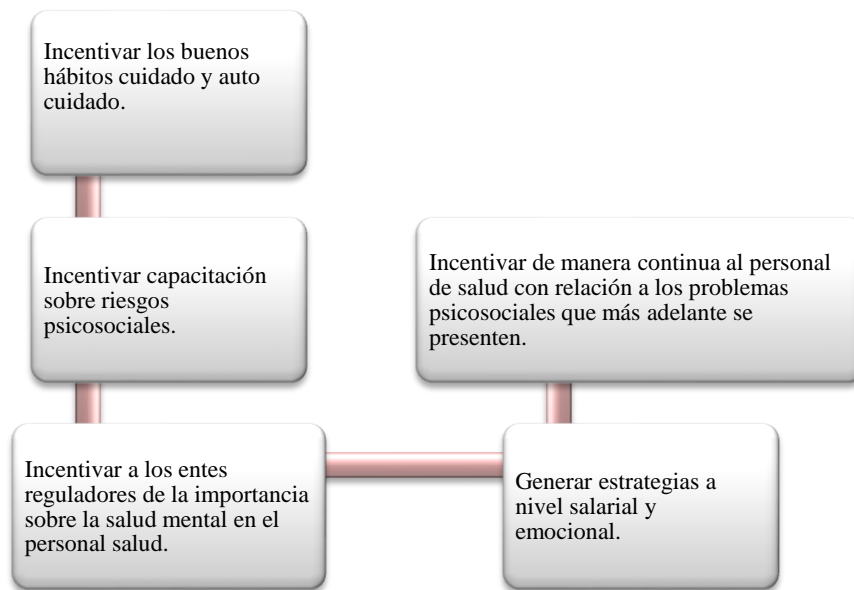 Incentivar los buenos
hábitos cuidado y auto
cuidado.
Incentivar capacitación
sobre riesgos
psicosociales.
Incentivar a los entes
reguladores de la importancia
sobre la salud mental en el
personal salud.
Generar estrategias a
nivel salarial y
emocional.
Incentivar de manera continua al personal
de salud con relación a los problemas
psicosociales que más adelante se
presenten.